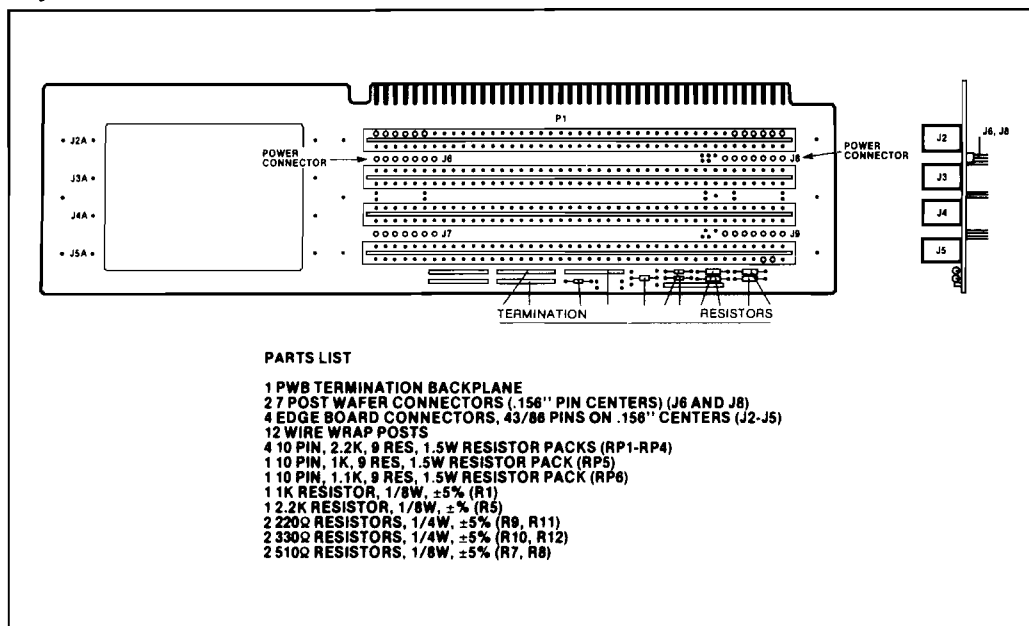 P1
J2A
J3A
J4A
J5A
POWER
CONNECTOR
J6
J8
POWER
CONNECTOR
J7
J9
TERMINATION
RESISTORS
J2
J3
J4
J5
J6, J8
PARTS LIST
1 PWB TERMINATION BACKPLANE
2 7 POST WAFER CONNECTORS (.156" PIN CENTERS) (J6 AND J8)
4 EDGE BOARD CONNECTORS, 43/86 PINS ON .156" CENTERS (J2-J5)
12 WIRE WRAP POSTS
4 10 PIN, 2.2K, 9 RES, 1.5W RESISTOR PACKS (RP1-RP4)
1 10 PIN, 1K, 9 RES, 1.5W RESISTOR PACK (RP5)
1 10 PIN, 1.1K, 9 RES, 1.5W RESISTOR PACK (RP6)
1 1K RESISTOR, 1/8W, ±5% (R1)
1 2.2K RESISTOR, 1/8W, ±% (R5)
2 220Ω RESISTORS, 1/4W, ±5% (R9, R11)
2 330Ω RESISTORS, 1/4W, ±5% (R10, R12)
2 510Ω RESISTORS, 1/8W, ±5% (R7, R8)